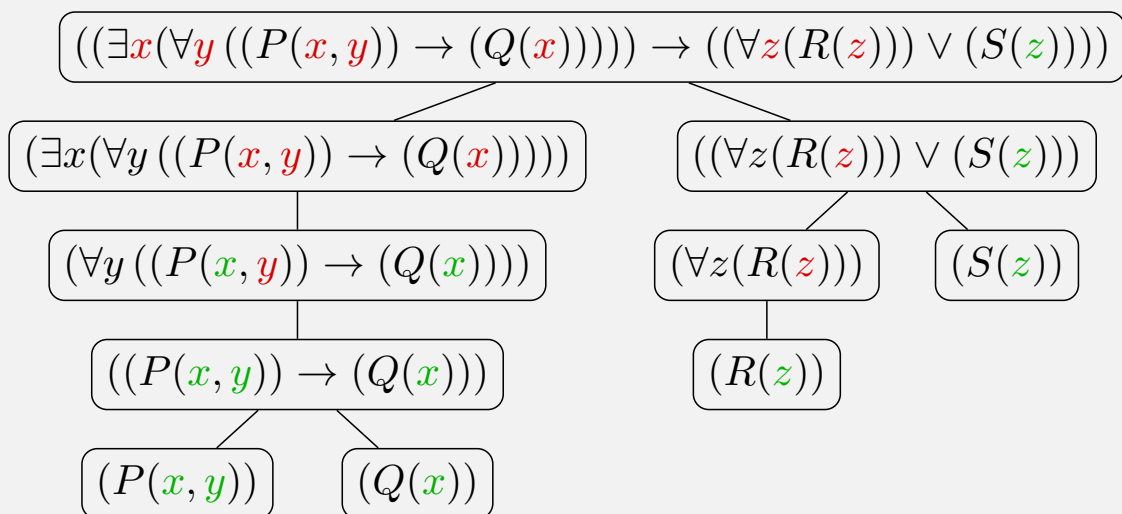 ((∃x(∀y ((P(x, y)) → (Q(x))))) → ((∀z(R(z))) ∨ (S(z))))
(∃x(∀y ((P(x, y)) → (Q(x)))))
((∀z(R(z))) ∨ (S(z)))
(∀y ((P(x, y)) → (Q(x))))
(∀z(R(z)))
(S(z))
((P(x, y)) → (Q(x)))
(R(z))
(P(x, y))
(Q(x))